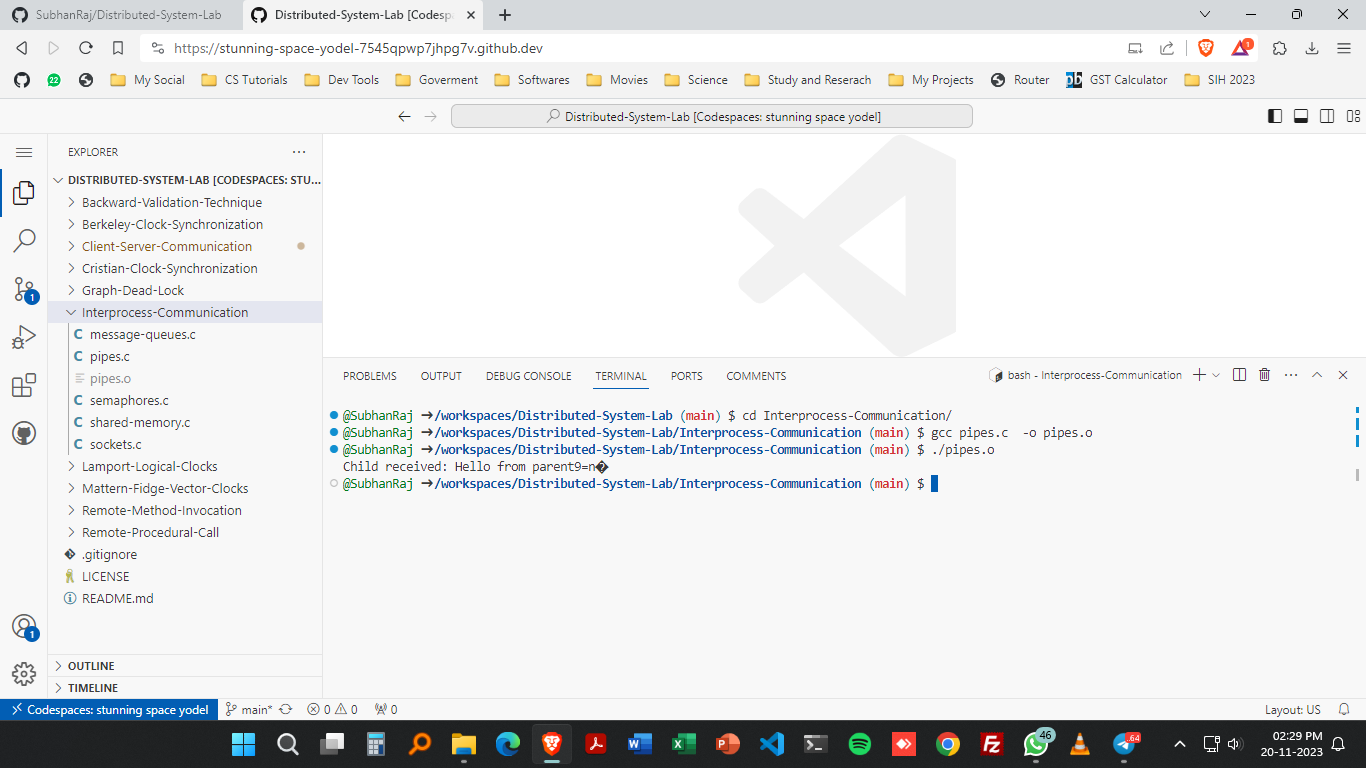 SubhanRaj/Distributed-System-Lab
Distributed-System-Lab [Codespa
https://stunning-space-yodel-7545qpwp7jhpg7v.github.dev
1
22
My Social
CS Tutorials
Dev Tools
Goverment
Softwares
Movies
Science
Study and Reserach
My Projects
Router
pb
GST Calculator
SIH 2023
Distributed-System-Lab [Codespaces: stunning space yodel]
EXPLORER
DISTRIBUTED-SYSTEM-LAB [CODESPACES: STU...
Backward-Validation-Technique
Berkeley-Clock-Synchronization
Client-Server-Communication
Cristian-Clock-Synchronization
Graph-Dead-Lock
1
Interprocess-Communication
C message-queues.c
C pipes.c
pipes.o
C semaphores.c
C shared-memory.c
C sockets.c
Lamport-Logical-Clocks
Mattern-Fidge-Vector-Clocks
Remote-Method-Invocation
Remote-Procedural-Call
.gitignore
LICENSE
README.md
1
OUTLINE
TIMELINE
PROBLEMS
OUTPUT
DEBUG CONSOLE
TERMINAL
PORTS
COMMENTS
bash - Interprocess-Communication
@SubhanRaj ➜/workspaces/Distributed-System-Lab (main) $ cd Interprocess-Communication/
@SubhanRaj ➜/workspaces/Distributed-System-Lab/Interprocess-Communication (main) $ gcc pipes.c  -o pipes.o
@SubhanRaj ➜/workspaces/Distributed-System-Lab/Interprocess-Communication (main) $ ./pipes.o
Child received: Hello from parent9=n�
@SubhanRaj ➜/workspaces/Distributed-System-Lab/Interprocess-Communication (main) $
Codespaces: stunning space yodel
main*
0
0
0
Layout: US
46
.64
02:29 PM
20-11-2023